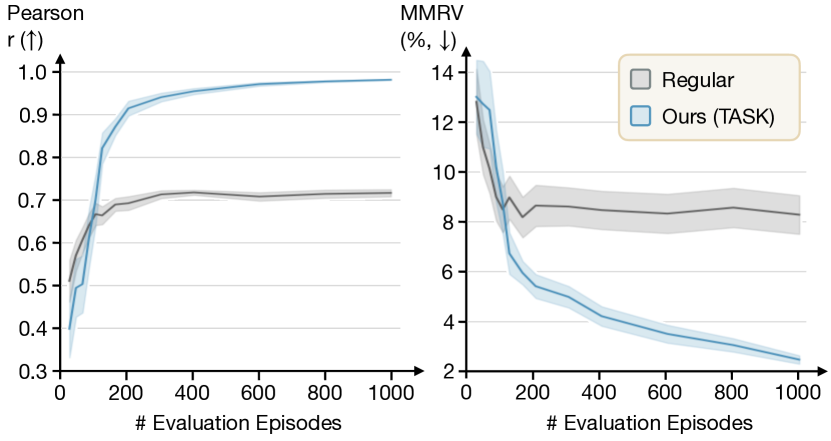 Pearson
r (↑)
1.0
0.9
0.8
0.7
0.6
0.5
0.4
0.3
0 200 400 600 800 1000
# Evaluation Episodes
MMRV
(%, ↓)
14
12
10
8
6
4
2
0 200 400 600 800 1000
# Evaluation Episodes
Regular
Ours (TASK)